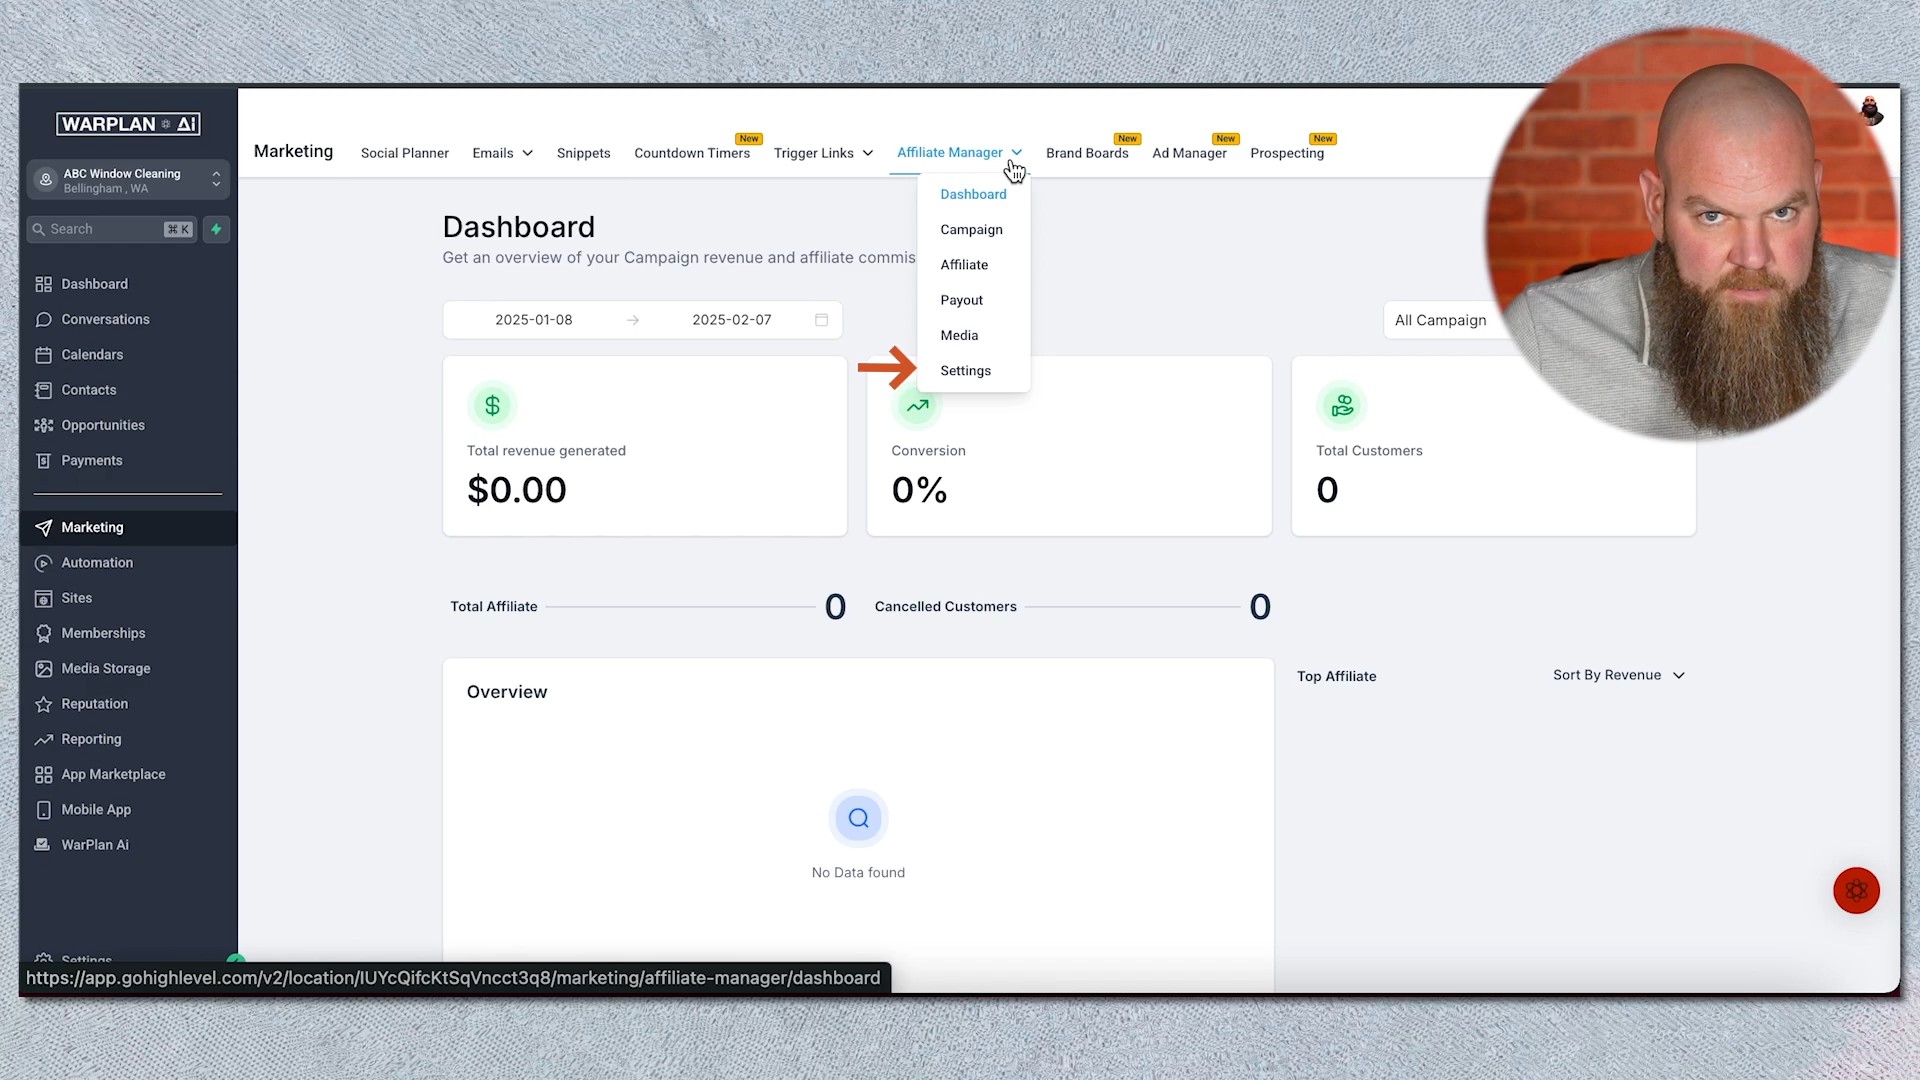 WARPLAN Ai
ABC Window Cleaning
Bellingham , WA
Search
⌘ K
Dashboard
Conversations
Calendars
Contacts
Opportunities
Payments
Marketing
Automation
Sites
Memberships
Media Storage
Reputation
Reporting
App Marketplace
Mobile App
WarPlan Ai
Settings
Marketing
Social Planner
Emails
Snippets
Countdown Timers
New
Trigger Links
Affiliate Manager
Brand Boards
New
Ad Manager
New
Prospecting
New
Dashboard
Campaign
Affiliate
Payout
Media
Settings
Dashboard
Get an overview of your Campaign revenue and affiliate commis
2025-01-08 → 2025-02-07
All Campaign
Total revenue generated
$0.00
Conversion
0%
Total Customers
0
Total Affiliate 0
Cancelled Customers 0
Overview
No Data found
Top Affiliate
Sort By Revenue
https://app.gohighlevel.com/v2/location/IUYcQifcKtSqVncct3q8/marketing/affiliate-manager/dashboard